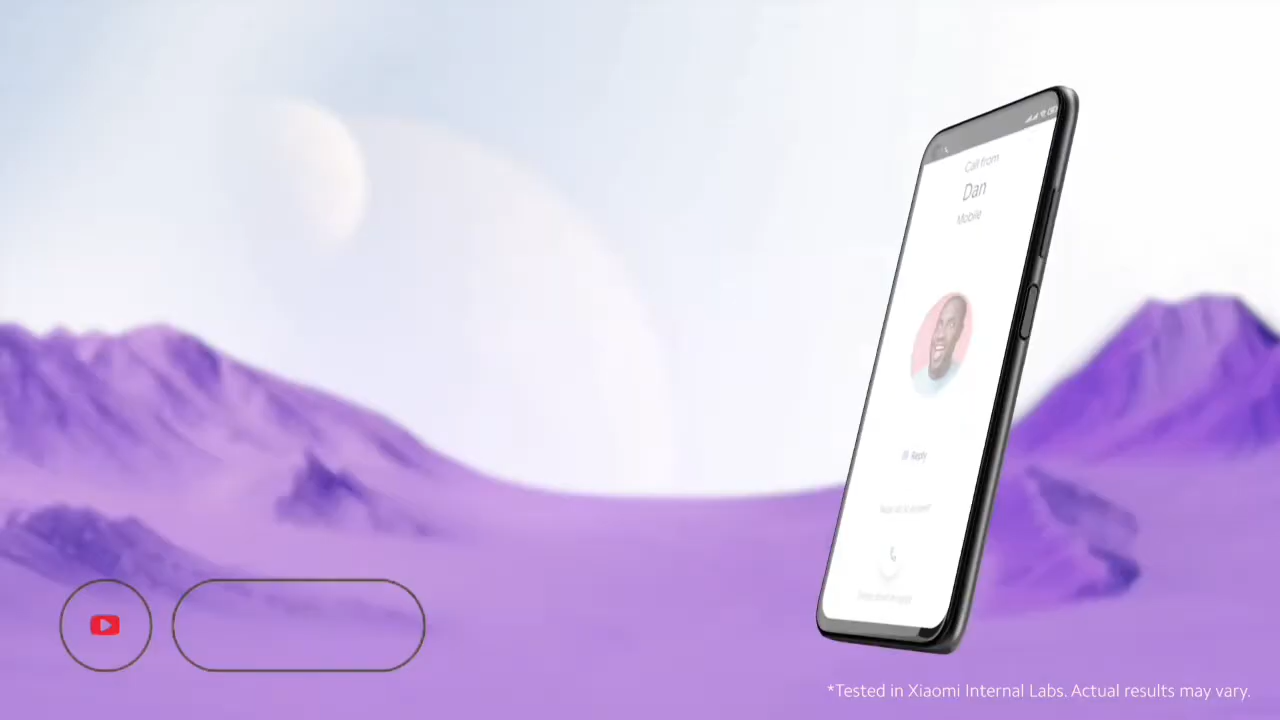 Call from
Dan
Mobile
Reply
*Tested in Xiaomi Internal Labs. Actual results may vary.